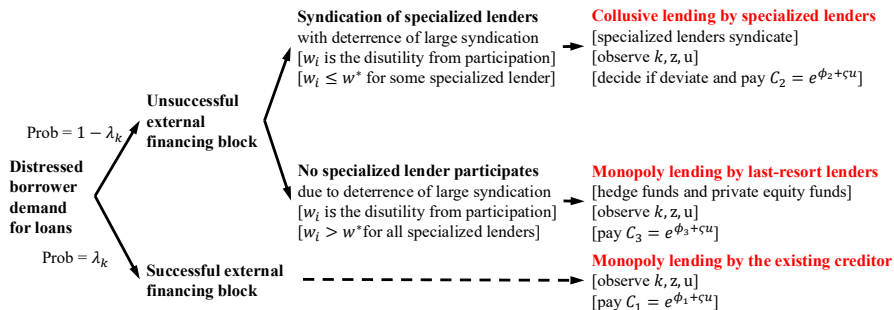 Distressed
borrower
demand
for loans
Prob = 1 − λₖ
Prob = λₖ
Unsuccessful
external
financing block
Successful external
financing block
Syndication of specialized lenders
with deterrence of large syndication
[wᵢ is the disutility from participation]
[wᵢ ≤ w* for some specialized lender]
Collusive lending by specialized lenders
[specialized lenders syndicate]
[observe k, z, u]
[decide if deviate and pay C₂ = e^{ϕ₂+ςu}]
No specialized lender participates
due to deterrence of large syndication
[wᵢ is the disutility from participation]
[wᵢ > w* for all specialized lenders]
Monopoly lending by last-resort lenders
[hedge funds and private equity funds]
[observe k, z, u]
[pay C₃ = e^{ϕ₃+ςu}]
Monopoly lending by the existing creditor
[observe k, z, u]
[pay C₁ = e^{ϕ₁+ςu}]